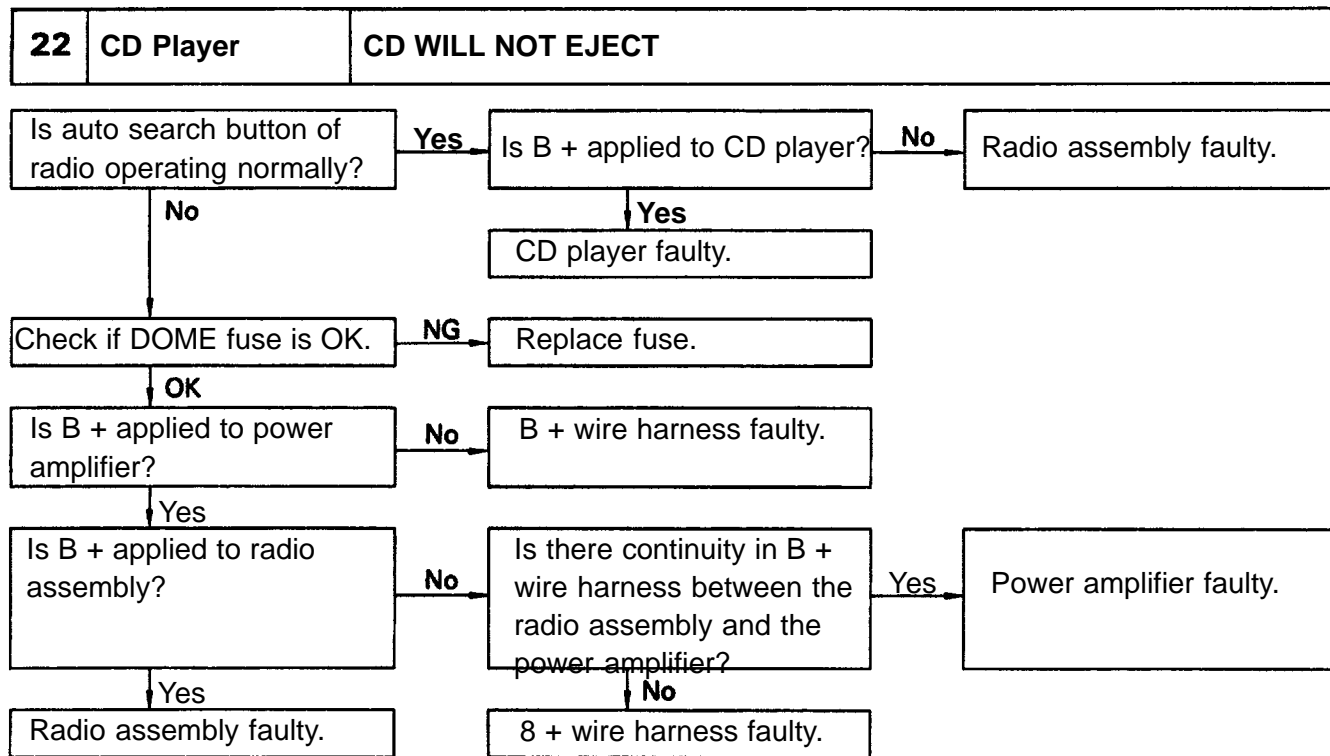 22 CD Player CD WILL NOT EJECT
Is auto search button of
radio operating normally?
Yes
Is B + applied to CD player?
No
Radio assembly faulty.
No
Yes
CD player faulty.
Check if DOME fuse is OK.
NG
Replace fuse.
OK
Is B + applied to power
amplifier?
No
B + wire harness faulty.
Yes
Is B + applied to radio
assembly?
No
Is there continuity in B +
wire harness between the
radio assembly and the
power amplifier?
Yes
Power amplifier faulty.
Yes
No
Radio assembly faulty.
8 + wire harness faulty.